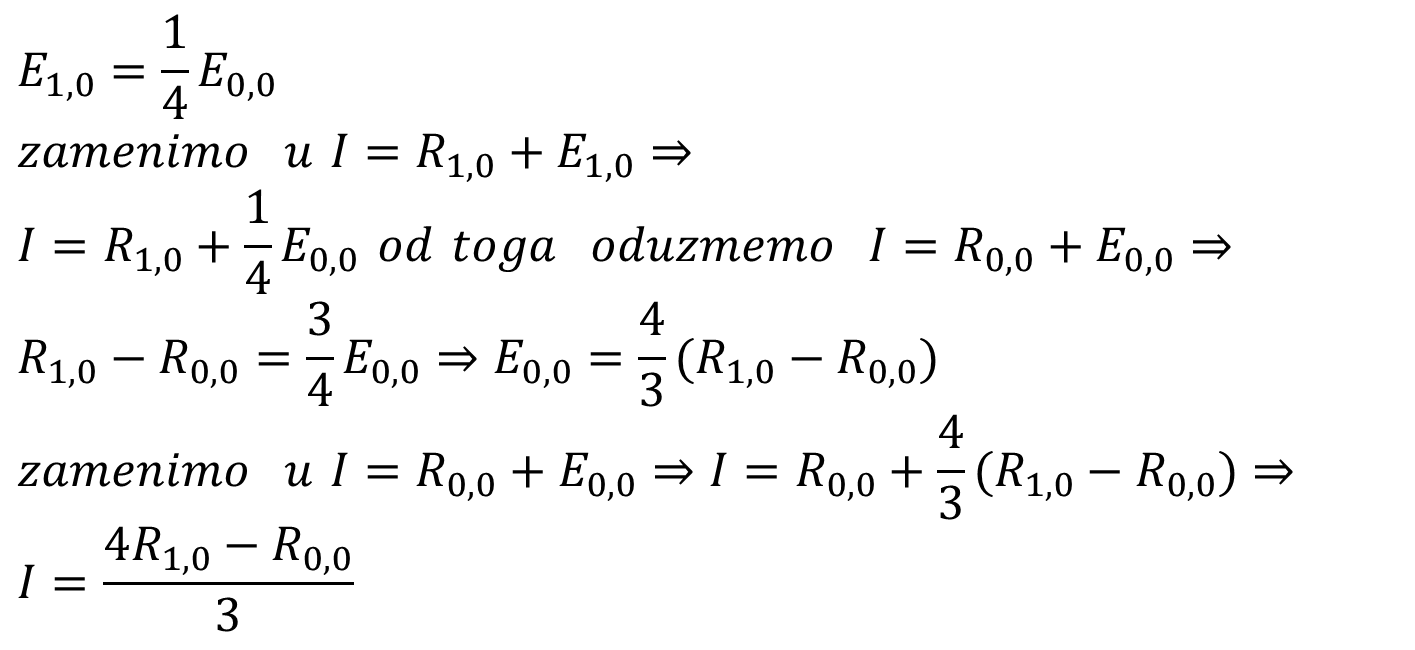 E_{1,0} = \frac{1}{4} E_{0,0}
zamenimo u I = R_{1,0} + E_{1,0} ⇒
I = R_{1,0} + \frac{1}{4} E_{0,0} od toga oduzmemo I = R_{0,0} + E_{0,0} ⇒
R_{1,0} − R_{0,0} = \frac{3}{4} E_{0,0} ⇒ E_{0,0} = \frac{4}{3} (R_{1,0} − R_{0,0})
zamenimo u I = R_{0,0} + E_{0,0} ⇒ I = R_{0,0} + \frac{4}{3} (R_{1,0} − R_{0,0}) ⇒
I = \frac{4R_{1,0} − R_{0,0}}{3}